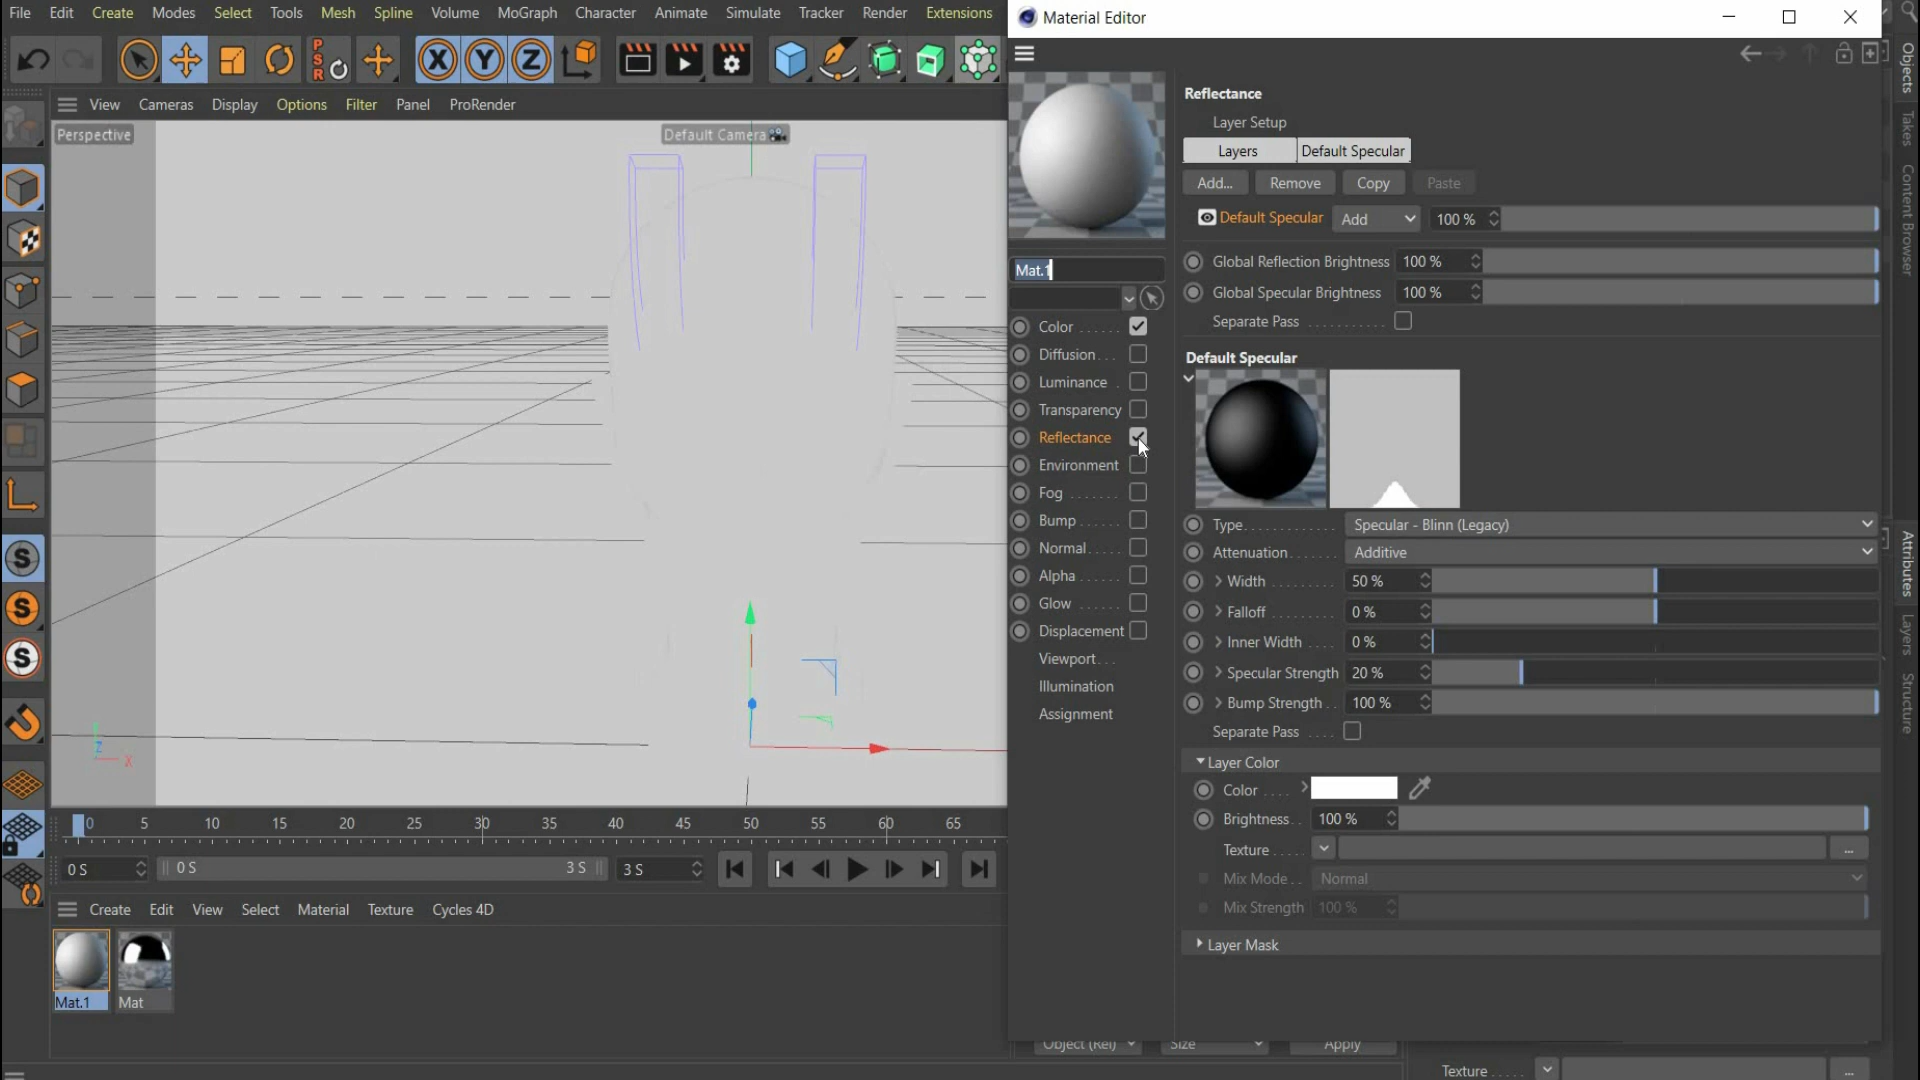 File Edit Create Modes Select Tools Mesh Spline Volume MoGraph Character Animate Simulate Tracker Render Extensions
Material Editor
P S R X Y Z
View Cameras Display Options Filter Panel ProRender
Perspective
Default Camera
Reflectance
Layer Setup
Layers Default Specular
Add... Remove Copy Paste
Default Specular Add 100 %
Mat.1
Global Reflection Brightness 100 %
Global Specular Brightness 100 %
Separate Pass
Color
Diffusion
Luminance
Transparency
Reflectance
Environment
Fog
Bump
Normal
Alpha
Glow
Displacement
Viewport
Illumination
Assignment
Default Specular
Type Specular - Blinn (Legacy)
Attenuation Additive
Width 50 %
Falloff 0 %
Inner Width 0 %
Specular Strength 20 %
Bump Strength 100 %
Separate Pass
Layer Color
Color
Brightness 100 %
Texture ...
Mix Mode Normal
Mix Strength 100 %
Layer Mask
Objects
Takes
Content Browser
Attributes
Layers
Structure
S
S
S
Z X
0 5 10 15 20 25 30 35 40 45 50 55 60 65
0 S 0 S 3 S 3 S
Create Edit View Select Material Texture Cycles 4D
Mat.1 Mat
Object (Rel) Size Apply
Texture ...